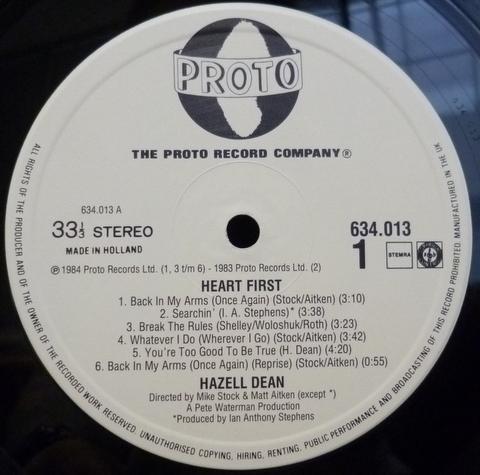 PROTO
THE PROTO RECORD COMPANY®
634.013 A
33⅓ STEREO
MADE IN HOLLAND
634.013
1
STEMRA
℗ 1984 Proto Records Ltd. (1, 3 t/m 6) - 1983 Proto Records Ltd. (2)
HEART FIRST
1. Back In My Arms (Once Again) (Stock/Aitken) (3:10)
2. Searchin' (I. A. Stephens)* (3:38)
3. Break The Rules (Shelley/Woloshuk/Roth) (3:23)
4. Whatever I Do (Wherever I Go) (Stock/Aitken) (3:42)
5. You're Too Good To Be True (H. Dean) (4:20)
6. Back In My Arms (Once Again) (Reprise) (Stock/Aitken) (0:55)
HAZELL DEAN
Directed by Mike Stock & Matt Aitken (except *)
A Pete Waterman Production
*Produced by Ian Anthony Stephens
ALL RIGHTS OF THE PRODUCER AND OF THE OWNER OF THE RECORDED WORK RESERVED. UNAUTHORISED COPYING, HIRING, RENTING, PUBLIC PERFORMANCE AND BROADCASTING OF THIS RECORD PROHIBITED. MANUFACTURED IN THE UK